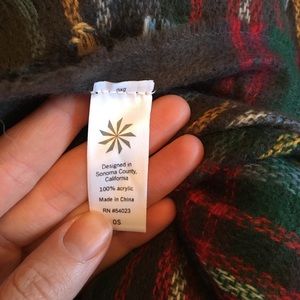 Designed in
Sonoma County,
California
100% acrylic
Made in China
RN #54023
OS